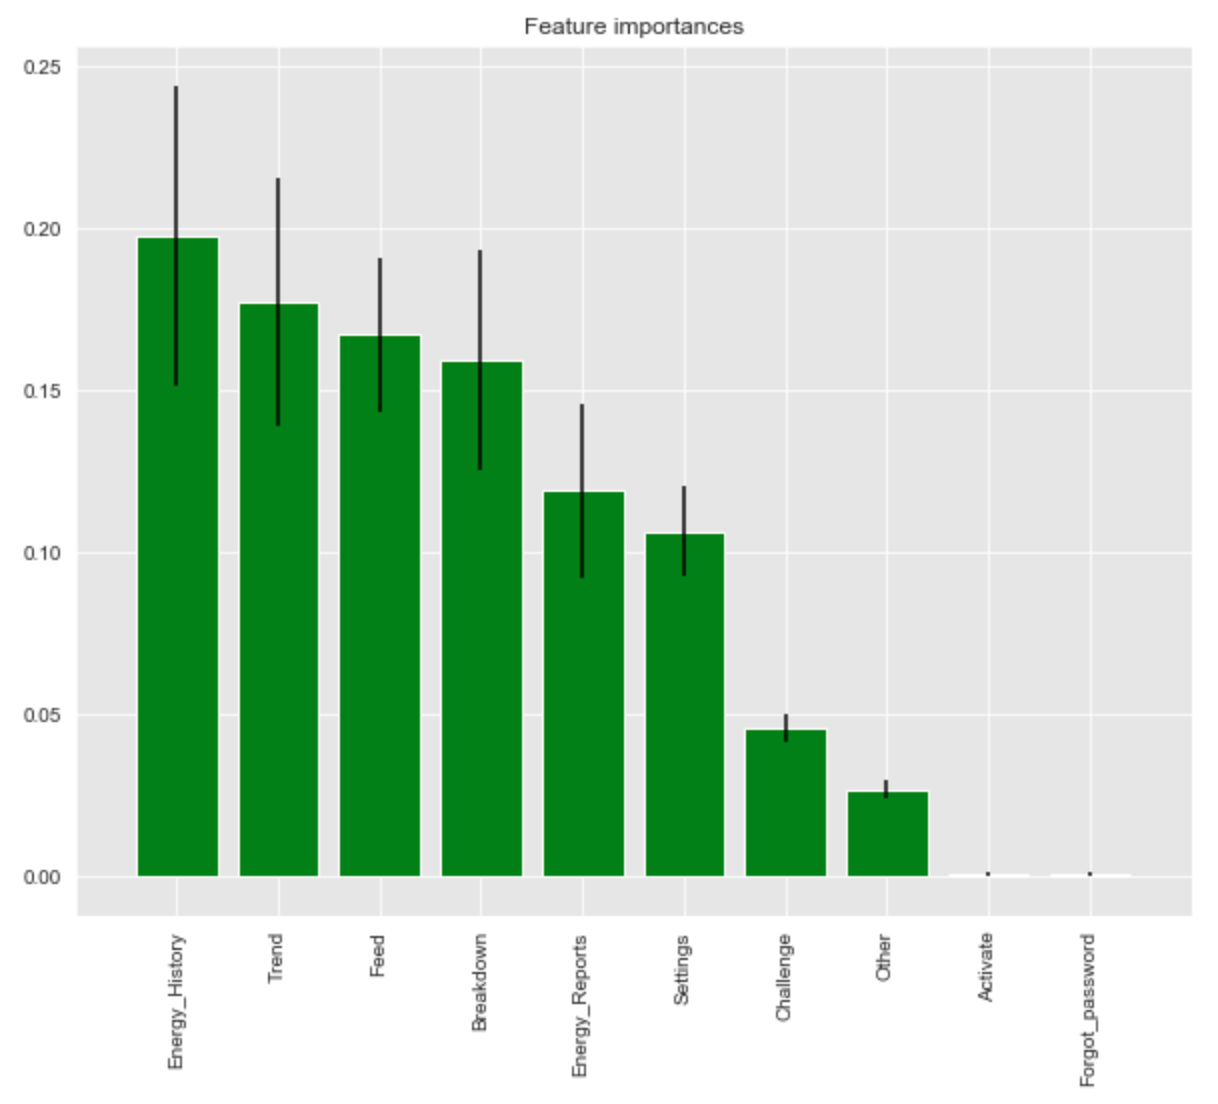 Feature importances
0.25
0.20
0.15
0.10
0.05
0.00
Energy_History
Trend
Feed
Breakdown
Energy_Reports
Settings
Challenge
Other
Activate
Forgot_password